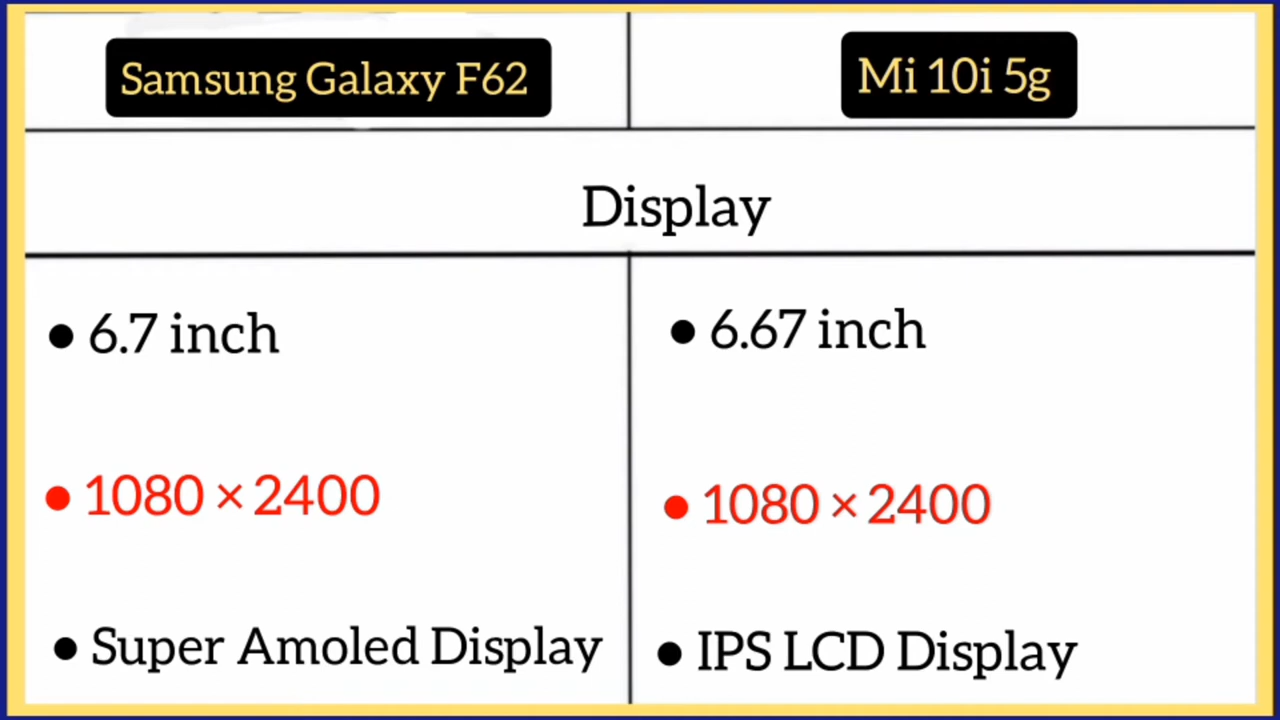 Samsung Galaxy F62
Mi 10i 5g
Display
● 6.7 inch
● 6.67 inch
● 1080 × 2400
● 1080 × 2400
● Super Amoled Display
● IPS LCD Display